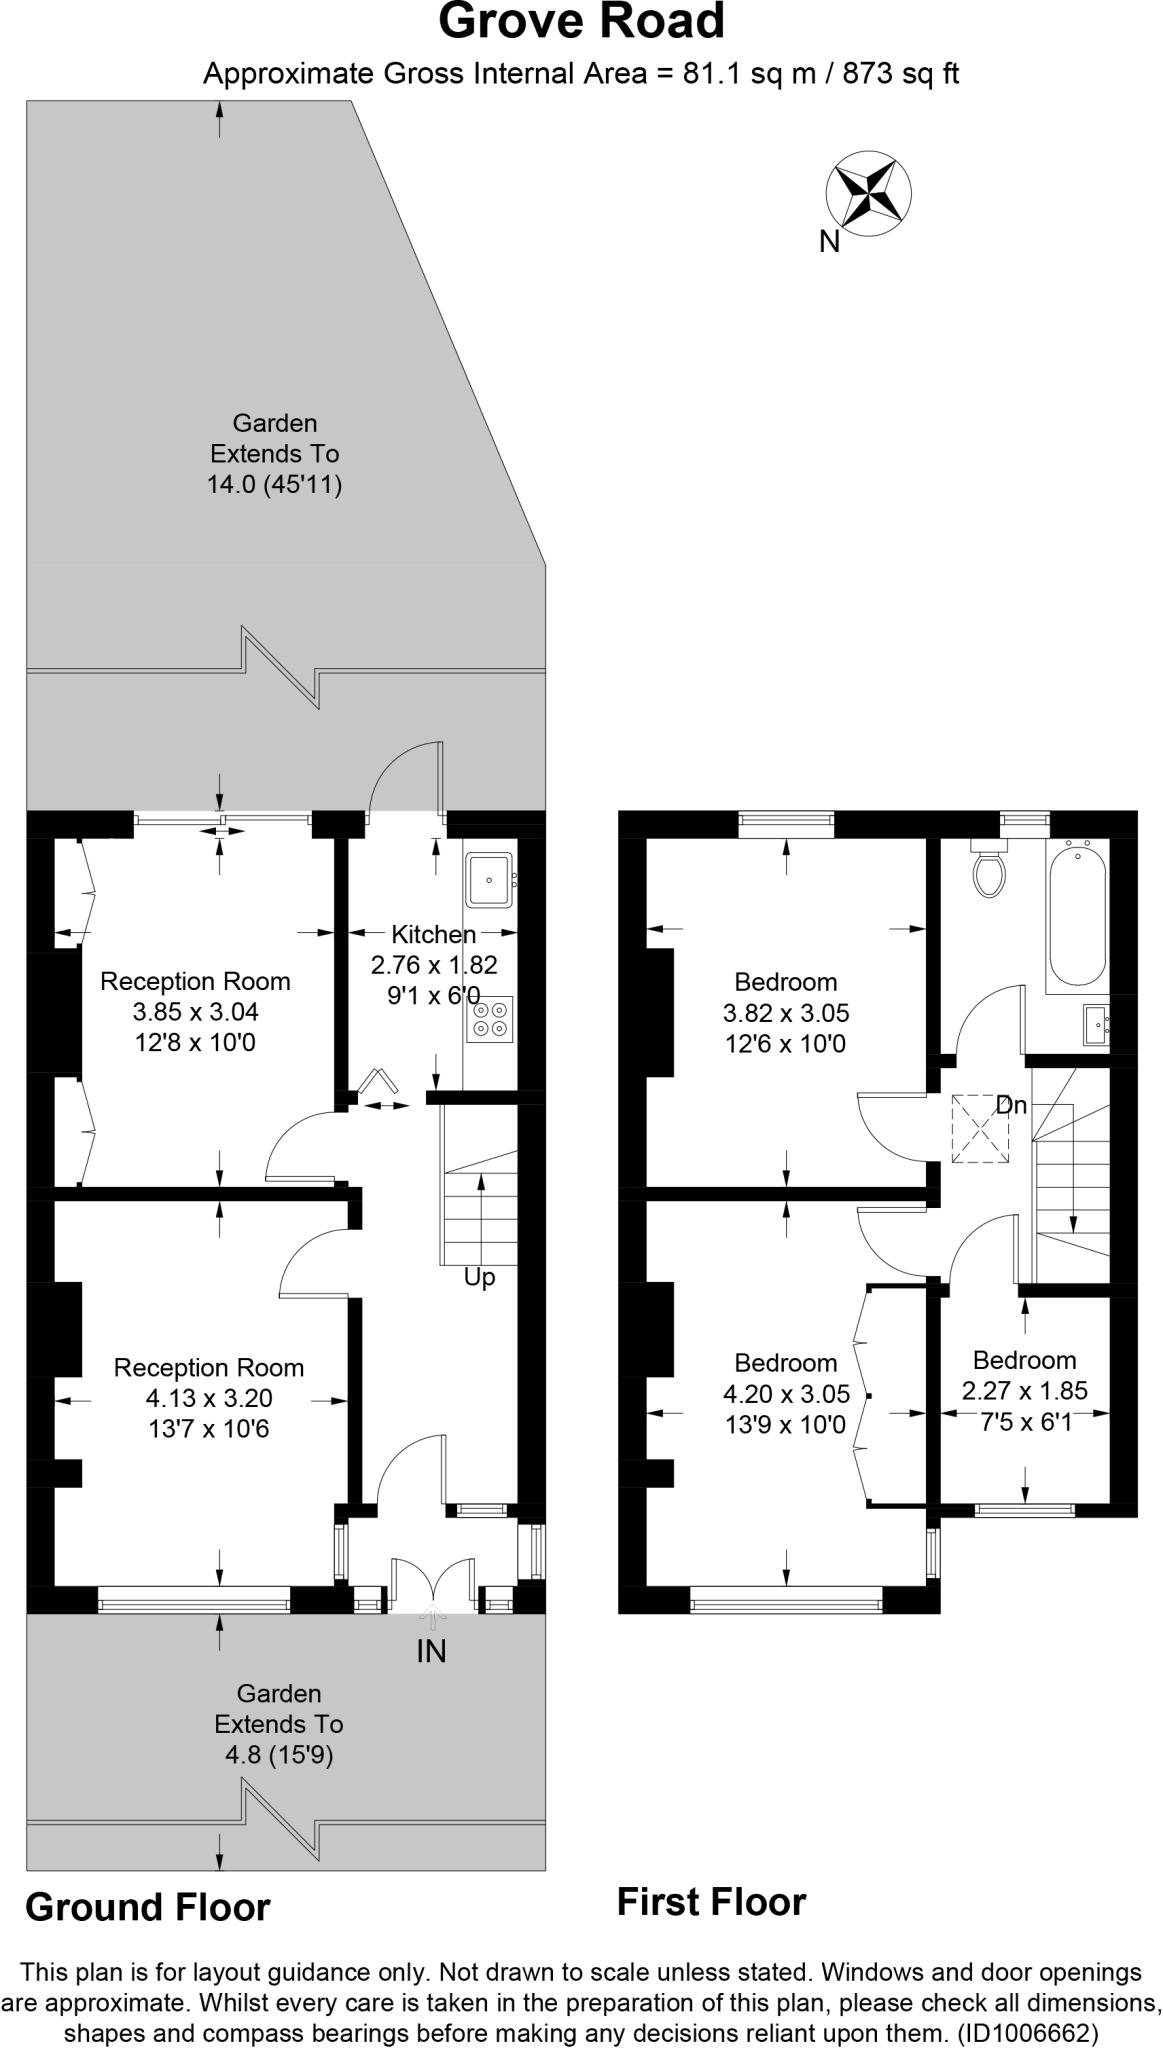 Grove Road
Approximate Gross Internal Area = 81.1 sq m / 873 sq ft
N
Garden
Extends To
14.0 (45'11)
Kitchen
2.76 x 1.82
9'1 x 6'0
Reception Room
3.85 x 3.04
12'8 x 10'0
Up
Reception Room
4.13 x 3.20
13'7 x 10'6
IN
Garden
Extends To
4.8 (15'9)
Ground Floor
Bedroom
3.82 x 3.05
12'6 x 10'0
Dn
Bedroom
4.20 x 3.05
13'9 x 10'0
Bedroom
2.27 x 1.85
7'5 x 6'1
First Floor
This plan is for layout guidance only. Not drawn to scale unless stated. Windows and door openings
are approximate. Whilst every care is taken in the preparation of this plan, please check all dimensions,
shapes and compass bearings before making any decisions reliant upon them. (ID1006662)